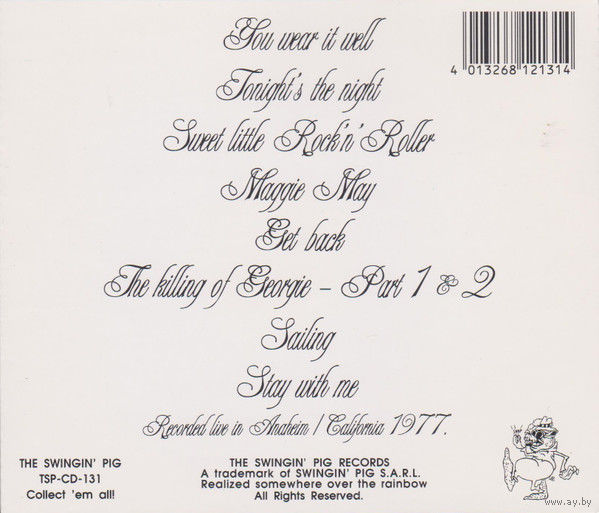 You wear it well
4 013268 121314
Tonight's the night
Sweet little Rock'n'Roller
Maggie May
Get back
The killing of Georgie - Part 1 & 2
Sailing
Stay with me
Recorded live in Anaheim / California 1977.
THE SWINGIN' PIG
TSP-CD-131
Collect 'em all!
THE SWINGIN' PIG RECORDS
A trademark of SWINGIN' PIG S.A.R.L.
Realized somewhere over the rainbow
All Rights Reserved.
www.ay.by